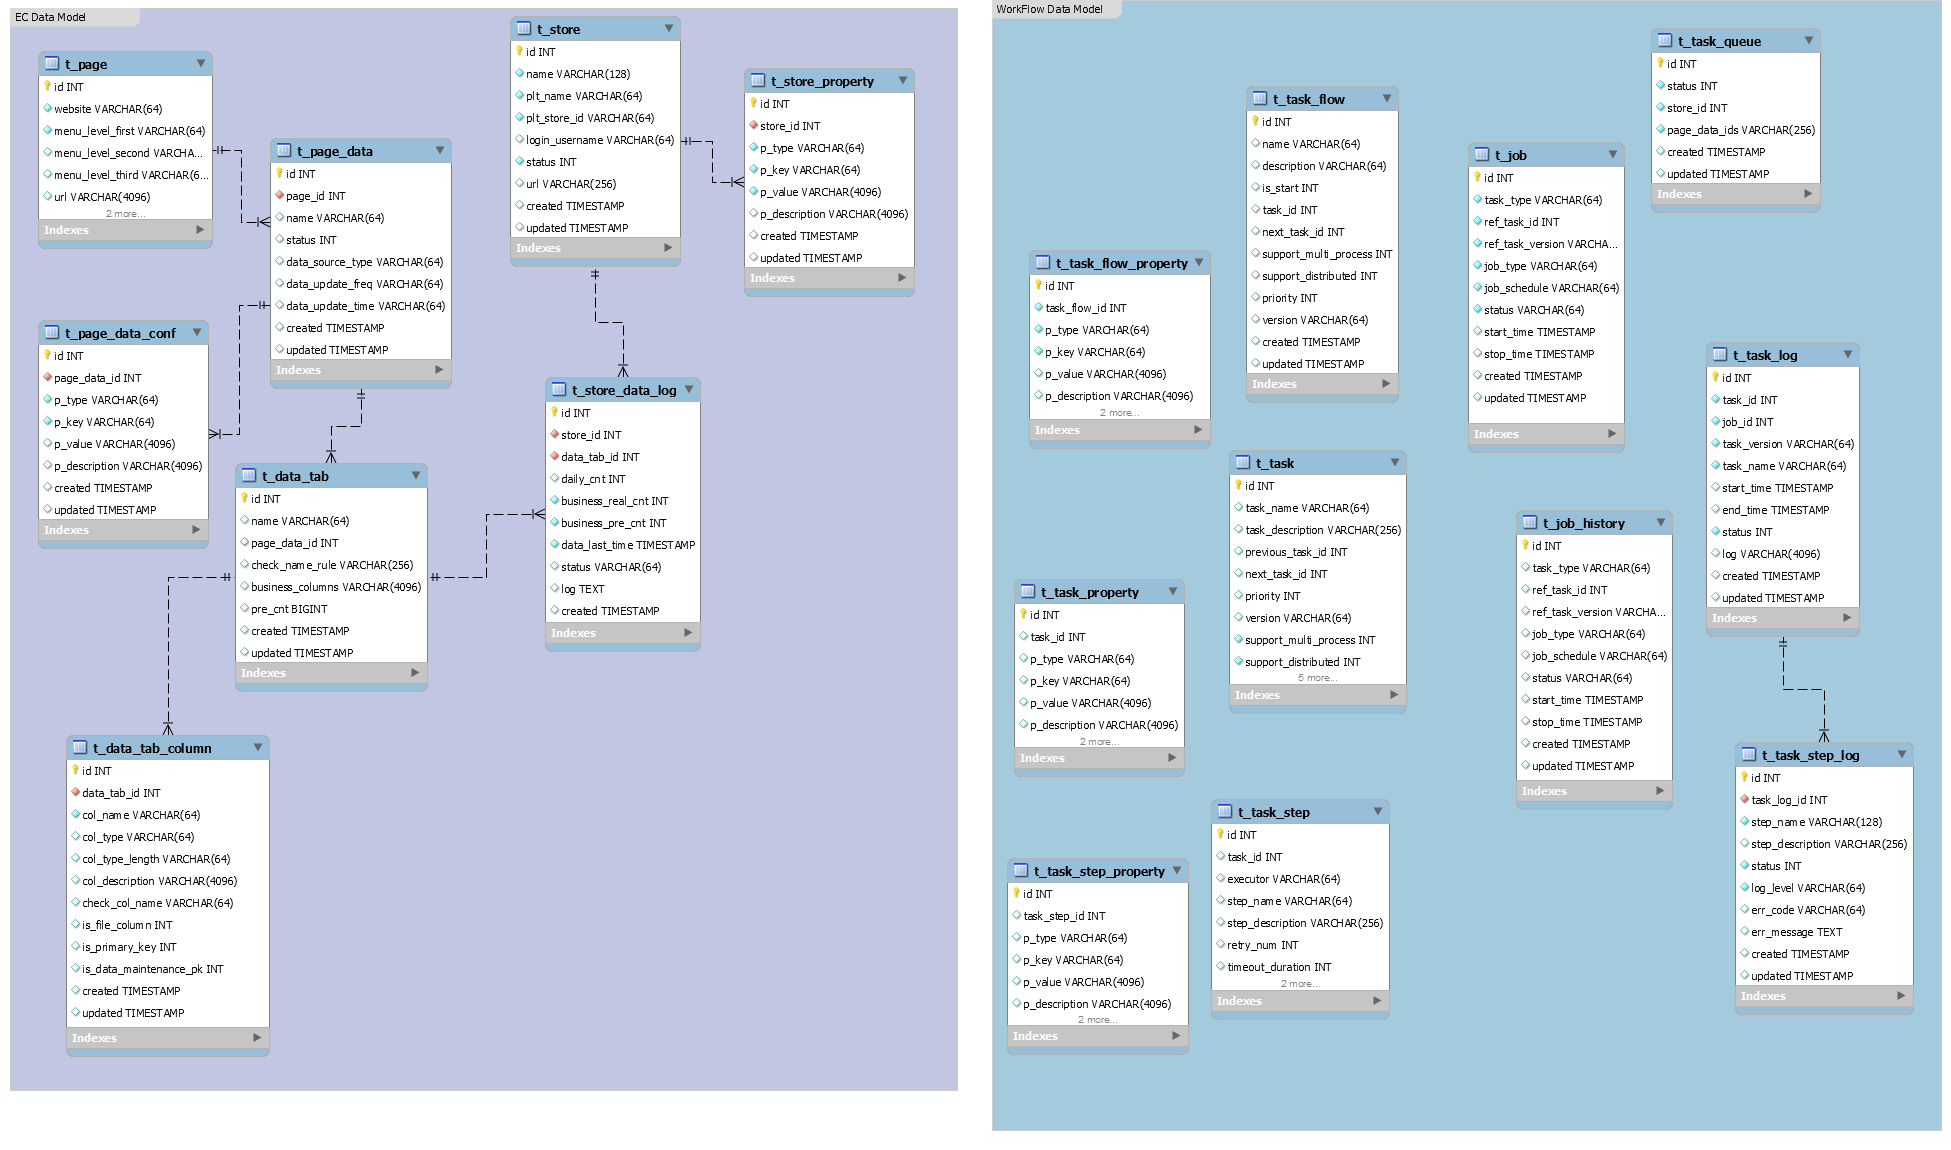 EC Data Model
t_page
id INT
website VARCHAR(64)
menu_level_first VARCHAR(64)
menu_level_second VARCHA...
menu_level_third VARCHAR(6...
url VARCHAR(4096)
2 more...
Indexes
t_page_data
id INT
page_id INT
name VARCHAR(64)
status INT
data_source_type VARCHAR(64)
data_update_freq VARCHAR(64)
data_update_time VARCHAR(64)
created TIMESTAMP
updated TIMESTAMP
Indexes
t_store
id INT
name VARCHAR(128)
plt_name VARCHAR(64)
plt_store_id VARCHAR(64)
login_username VARCHAR(64)
status INT
url VARCHAR(256)
created TIMESTAMP
updated TIMESTAMP
Indexes
t_store_property
id INT
store_id INT
p_type VARCHAR(64)
p_key VARCHAR(64)
p_value VARCHAR(4096)
p_description VARCHAR(4096)
created TIMESTAMP
updated TIMESTAMP
Indexes
t_page_data_conf
id INT
page_data_id INT
p_type VARCHAR(64)
p_key VARCHAR(64)
p_value VARCHAR(4096)
p_description VARCHAR(4096)
created TIMESTAMP
updated TIMESTAMP
Indexes
t_data_tab
id INT
name VARCHAR(64)
page_data_id INT
check_name_rule VARCHAR(256)
business_columns VARCHAR(4096)
pre_cnt BIGINT
created TIMESTAMP
updated TIMESTAMP
Indexes
t_store_data_log
id INT
store_id INT
data_tab_id INT
daily_cnt INT
business_real_cnt INT
business_pre_cnt INT
data_last_time TIMESTAMP
status VARCHAR(64)
log TEXT
created TIMESTAMP
Indexes
t_data_tab_column
id INT
data_tab_id INT
col_name VARCHAR(64)
col_type VARCHAR(64)
col_type_length VARCHAR(64)
col_description VARCHAR(4096)
check_col_name VARCHAR(64)
is_file_column INT
is_primary_key INT
is_data_maintenance_pk INT
created TIMESTAMP
updated TIMESTAMP
Indexes
WorkFlow Data Model
t_task_flow_property
id INT
task_flow_id INT
p_type VARCHAR(64)
p_key VARCHAR(64)
p_value VARCHAR(4096)
p_description VARCHAR(4096)
2 more...
Indexes
t_task_flow
id INT
name VARCHAR(64)
description VARCHAR(64)
is_start INT
task_id INT
next_task_id INT
support_multi_process INT
support_distributed INT
priority INT
version VARCHAR(64)
created TIMESTAMP
updated TIMESTAMP
Indexes
t_job
id INT
task_type VARCHAR(64)
ref_task_id INT
ref_task_version VARCHA...
job_type VARCHAR(64)
job_schedule VARCHAR(64)
status VARCHAR(64)
start_time TIMESTAMP
stop_time TIMESTAMP
created TIMESTAMP
updated TIMESTAMP
Indexes
t_task_queue
id INT
status INT
store_id INT
page_data_ids VARCHAR(256)
created TIMESTAMP
updated TIMESTAMP
Indexes
t_task_log
id INT
task_id INT
job_id INT
task_version VARCHAR(64)
task_name VARCHAR(64)
start_time TIMESTAMP
end_time TIMESTAMP
status INT
log VARCHAR(4096)
created TIMESTAMP
updated TIMESTAMP
Indexes
t_task
id INT
task_name VARCHAR(64)
task_description VARCHAR(256)
previous_task_id INT
next_task_id INT
priority INT
version VARCHAR(64)
support_multi_process INT
support_distributed INT
5 more...
Indexes
t_task_property
id INT
task_id INT
p_type VARCHAR(64)
p_key VARCHAR(64)
p_value VARCHAR(4096)
p_description VARCHAR(4096)
2 more...
Indexes
t_job_history
id INT
task_type VARCHAR(64)
ref_task_id INT
ref_task_version VARCHA...
job_type VARCHAR(64)
job_schedule VARCHAR(64)
status VARCHAR(64)
start_time TIMESTAMP
stop_time TIMESTAMP
created TIMESTAMP
updated TIMESTAMP
Indexes
t_task_step_property
id INT
task_step_id INT
p_type VARCHAR(64)
p_key VARCHAR(64)
p_value VARCHAR(4096)
p_description VARCHAR(4096)
2 more...
Indexes
t_task_step
id INT
task_id INT
executor VARCHAR(64)
step_name VARCHAR(64)
step_description VARCHAR(256)
retry_num INT
timeout_duration INT
2 more...
Indexes
t_task_step_log
id INT
task_log_id INT
step_name VARCHAR(128)
step_description VARCHAR(256)
status INT
log_level VARCHAR(64)
err_code VARCHAR(64)
err_message TEXT
created TIMESTAMP
updated TIMESTAMP
Indexes